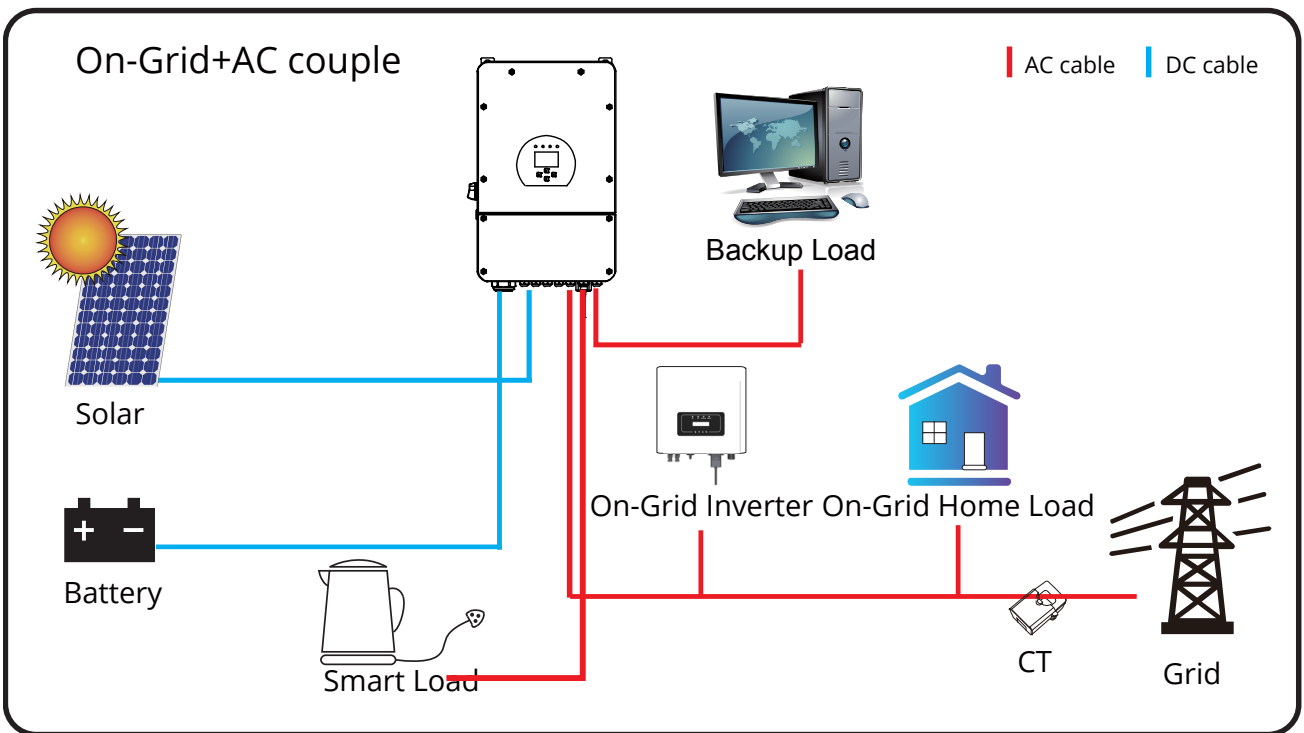 On-Grid+AC couple
AC cable
DC cable
Backup Load
Solar
On-Grid Inverter
On-Grid Home Load
Battery
Smart Load
CT
Grid